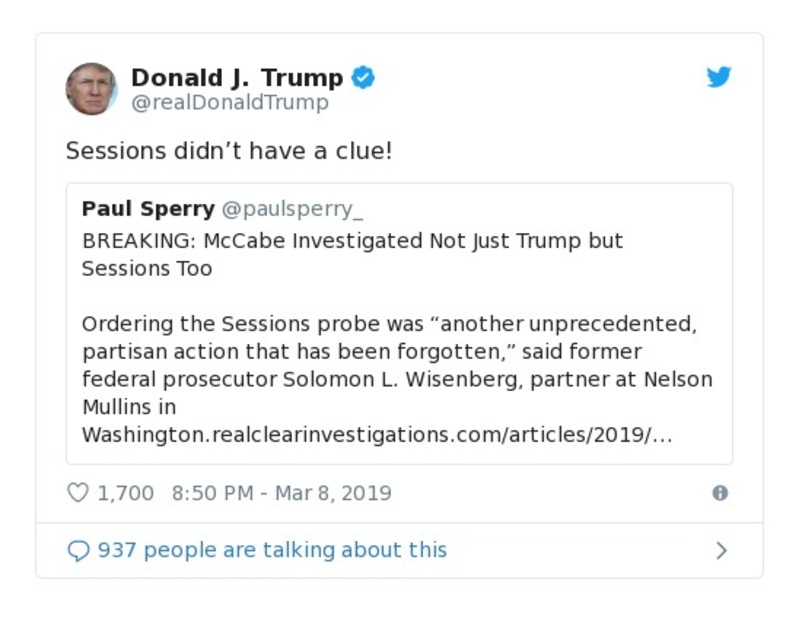 Donald J. Trump
@realDonaldTrump
Sessions didn’t have a clue!
Paul Sperry @paulsperry_
BREAKING: McCabe Investigated Not Just Trump but
Sessions Too
Ordering the Sessions probe was “another unprecedented,
partisan action that has been forgotten,” said former
federal prosecutor Solomon L. Wisenberg, partner at Nelson
Mullins in
Washington.realclearinvestigations.com/articles/2019/…
1,700 8:50 PM - Mar 8, 2019
937 people are talking about this